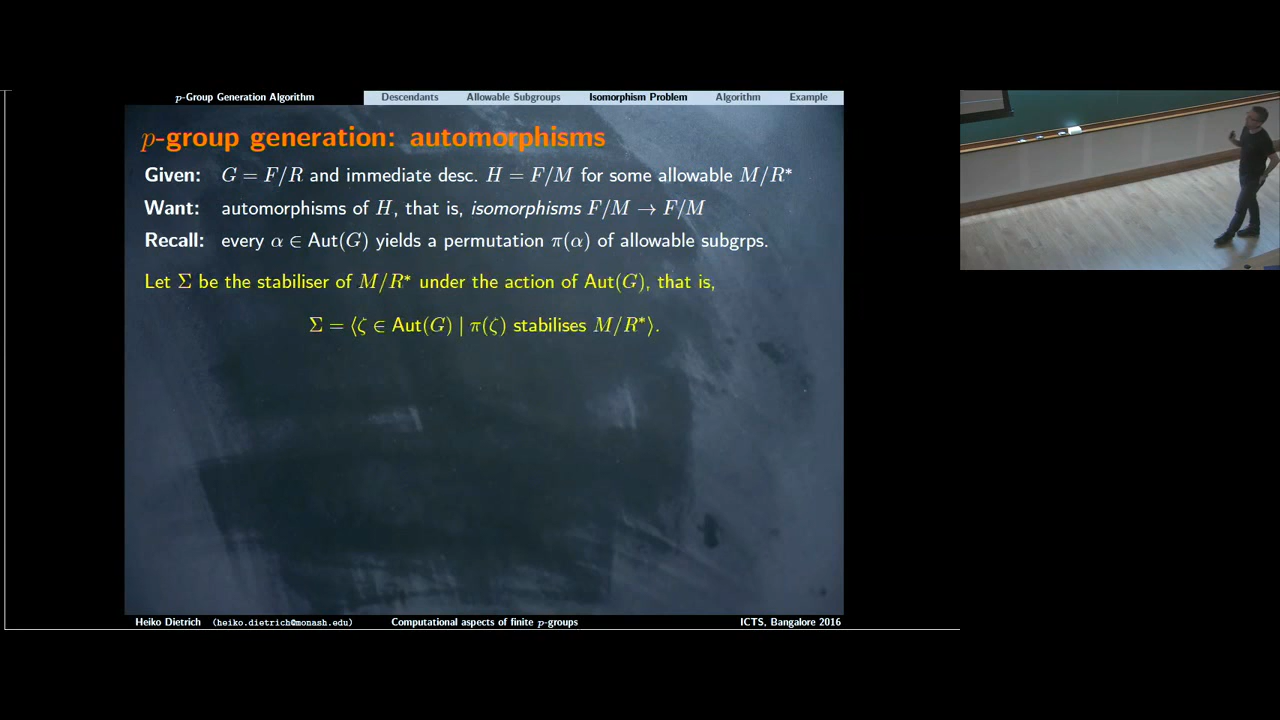 p-Group Generation Algorithm Descendants Allowable Subgroups Isomorphism Problem Algorithm Example
p-group generation: automorphisms
Given: G = F/R and immediate desc. H = F/M for some allowable M/R*
Want: automorphisms of H, that is, isomorphisms F/M → F/M
Recall: every α ∈ Aut(G) yields a permutation π(α) of allowable subgrps.
Let Σ be the stabiliser of M/R* under the action of Aut(G), that is,
Σ = ⟨ζ ∈ Aut(G) | π(ζ) stabilises M/R*⟩.
Heiko Dietrich (heiko.dietrich@monash.edu) Computational aspects of finite p-groups ICTS, Bangalore 2016